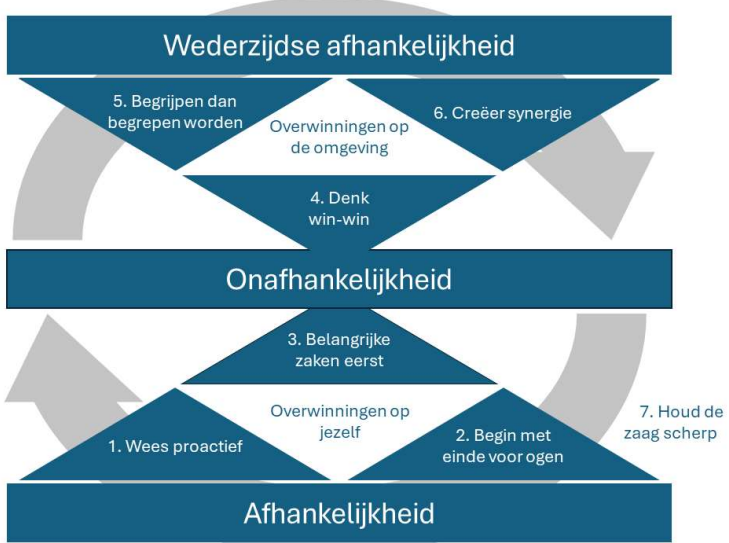 Wederzijdse afhankelijkheid
5. Begrijpen dan
begrepen worden
Overwinningen op
de omgeving
6. Creëer synergie
4. Denk
win-win
Onafhankelijkheid
3. Belangrijke
zaken eerst
Overwinningen op
jezelf
1. Wees proactief
2. Begin met
einde voor ogen
7. Houd de
zaag scherp
Afhankelijkheid